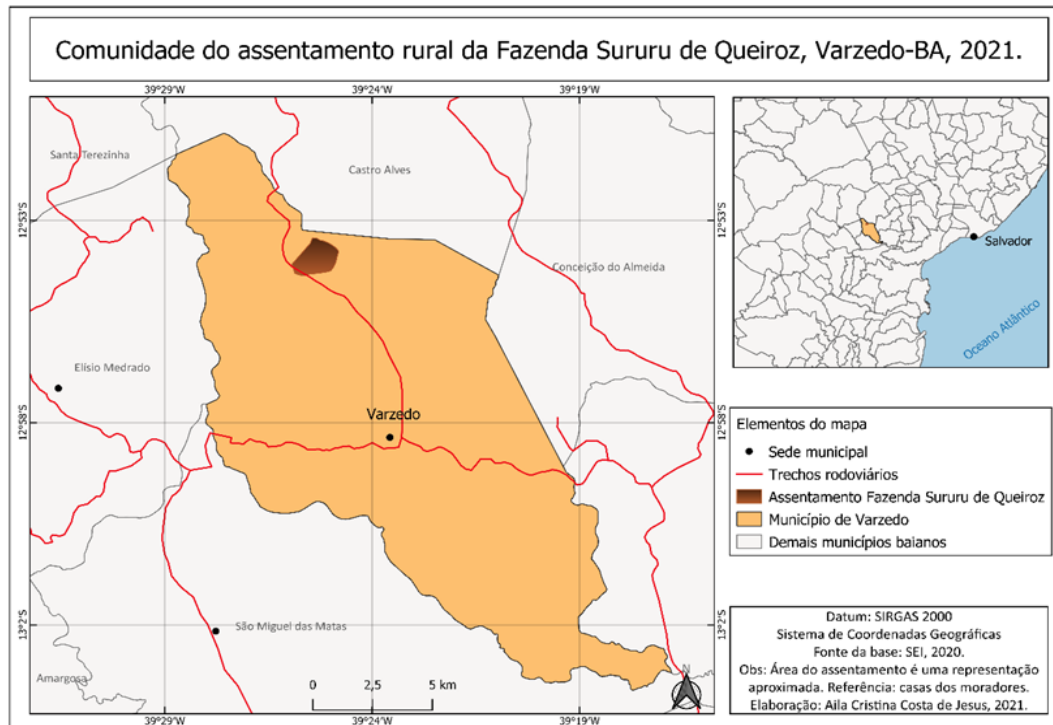 Comunidade do assentamento rural da Fazenda Sururu de Queiroz, Varzedo-BA, 2021.
39°29'W 39°24'W 39°19'W
Santa Terezinha
Castro Alves
12°53'S
12°53'S
Conceição do Almeida
Elísio Medrado
Varzedo
12°58'S
12°58'S
São Miguel das Matas
13°2'S
13°2'S
Amargosa
0 2,5 5 km
N
39°29'W 39°24'W 39°19'W
Salvador
Oceano Atlântico
Elementos do mapa
Sede municipal
Trechos rodoviários
Assentamento Fazenda Sururu de Queiroz
Município de Varzedo
Demais municípios baianos
Datum: SIRGAS 2000
Sistema de Coordenadas Geográficas
Fonte da base: SEI, 2020.
Obs: Área do assentamento é uma representação
aproximada. Referência: casas dos moradores.
Elaboração: Aila Cristina Costa de Jesus, 2021.